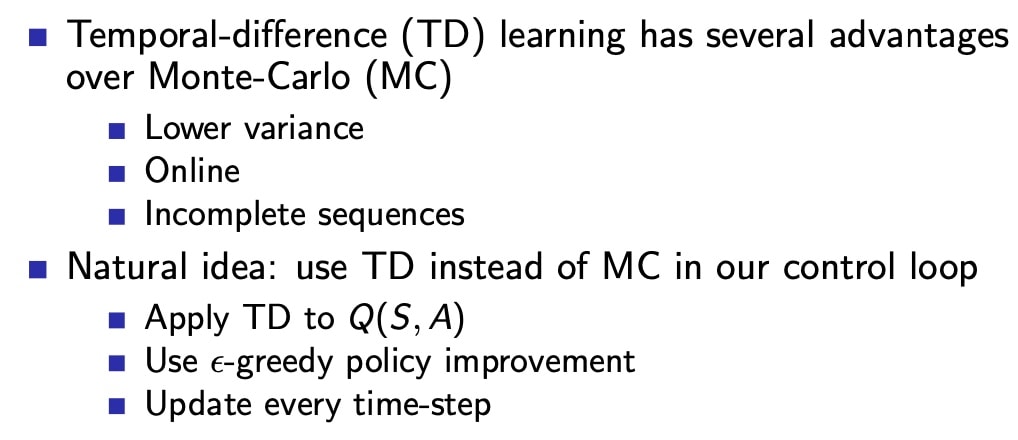 Temporal-difference (TD) learning has several advantages
over Monte-Carlo (MC)
Lower variance
Online
Incomplete sequences
Natural idea: use TD instead of MC in our control loop
Apply TD to Q(S, A)
Use ϵ-greedy policy improvement
Update every time-step